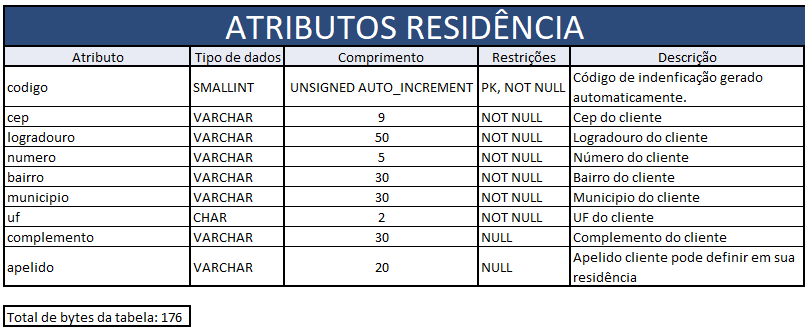 ATRIBUTOS RESIDÊNCIA
Atributo Tipo de dados Comprimento Restrições Descrição
codigo SMALLINT UNSIGNED AUTO_INCREMENT PK, NOT NULL Código de indenficação gerado
automaticamente.
cep VARCHAR 9 NOT NULL Cep do cliente
logradouro VARCHAR 50 NOT NULL Logradouro do cliente
numero VARCHAR 5 NOT NULL Número do cliente
bairro VARCHAR 30 NOT NULL Bairro do cliente
municipio VARCHAR 30 NOT NULL Municipio do cliente
uf CHAR 2 NOT NULL UF do cliente
complemento VARCHAR 30 NULL Complemento do cliente
apelido VARCHAR 20 NULL Apelido cliente pode definir em sua
residência
Total de bytes da tabela: 176